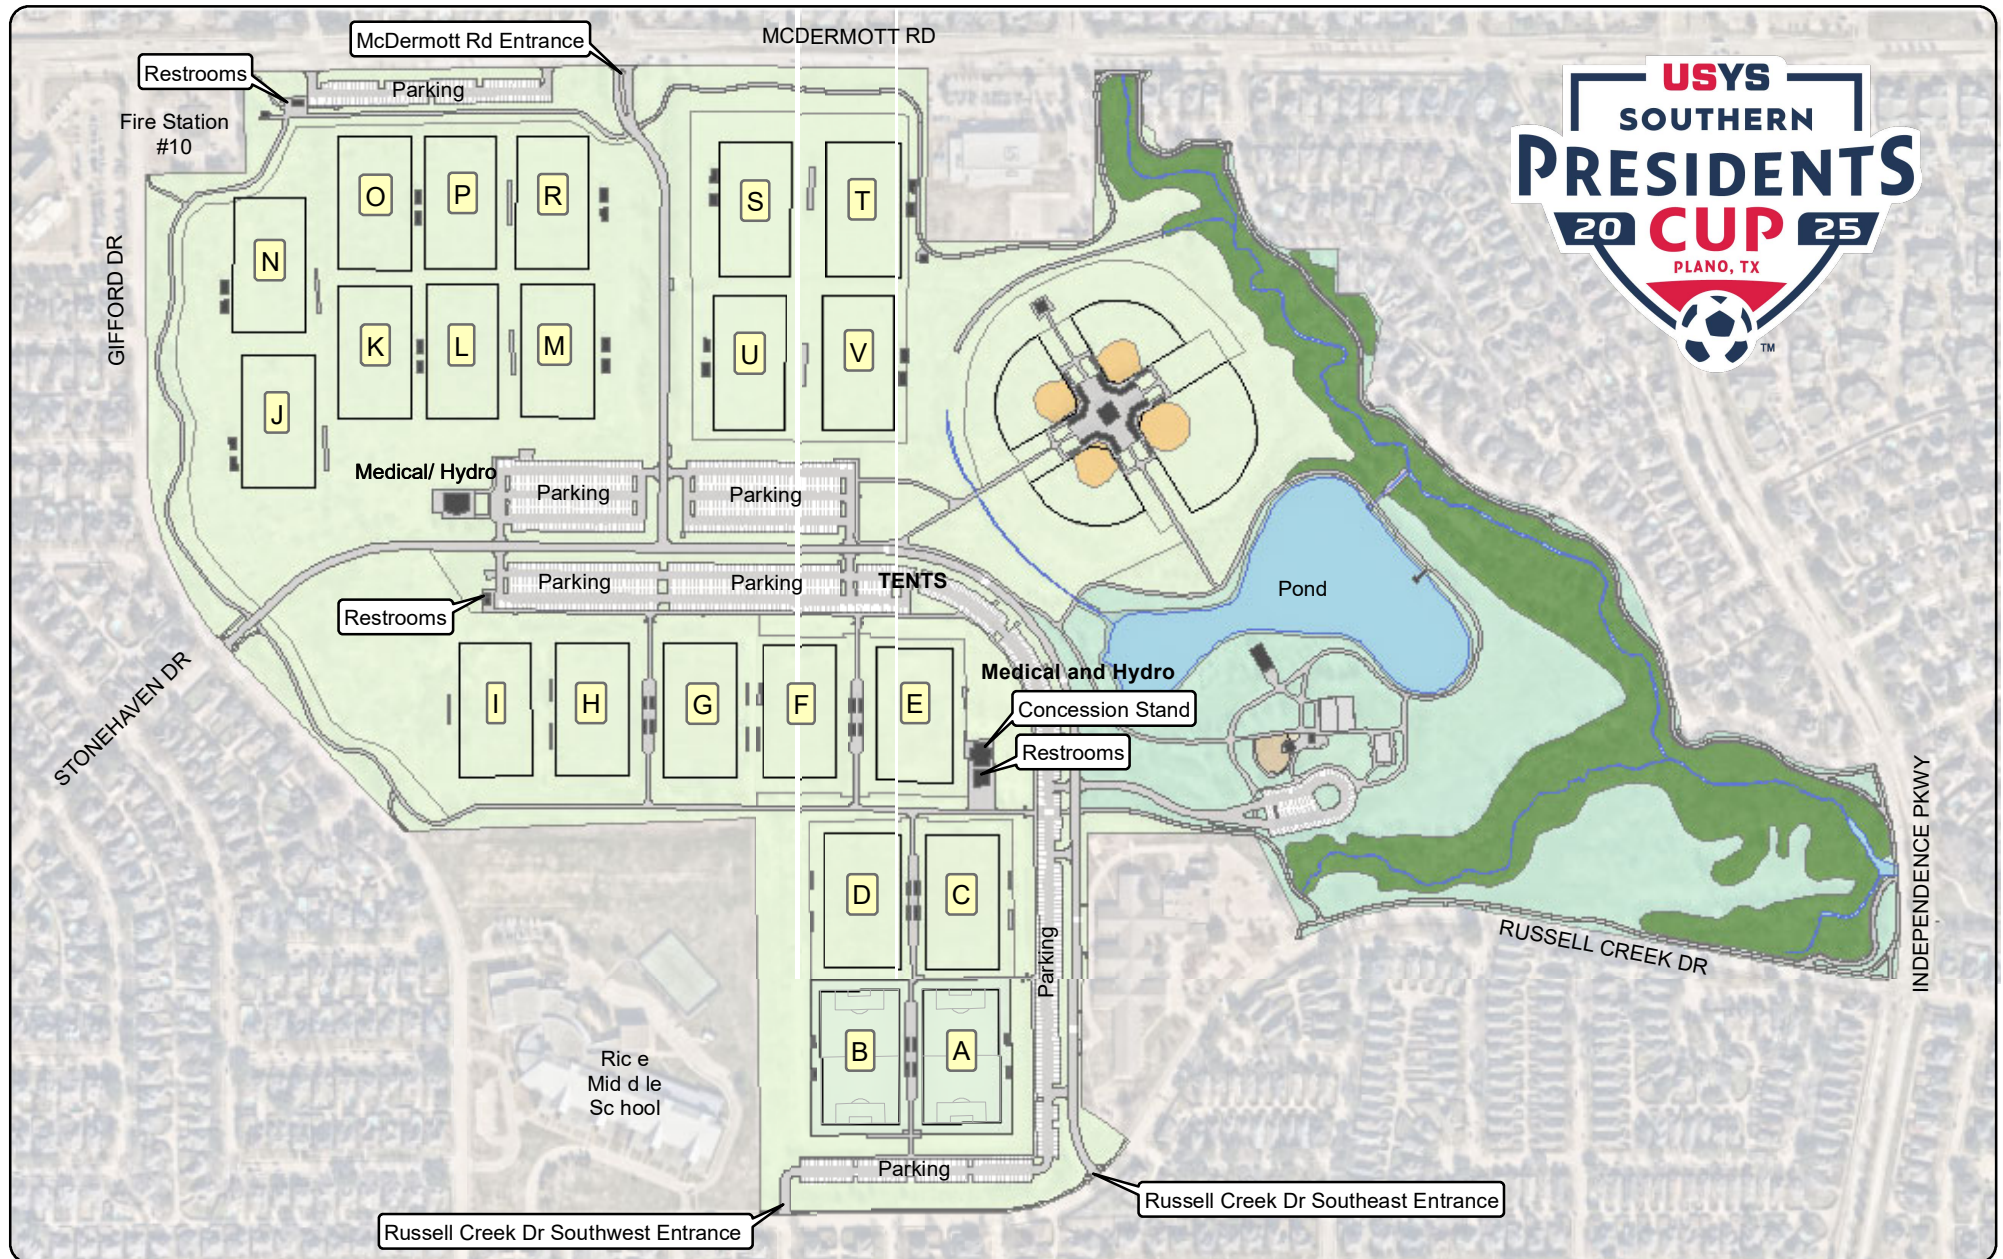 MCDERMOTT RD
McDermott Rd Entrance
Restrooms
Parking
Fire Station
#10
USYS
SOUTHERN
PRESIDENTS
20 CUP 25
PLANO, TX
TM
GIFFORD DR
O
P
R
S
T
N
K
L
M
U
V
J
Medical/ Hydro
Parking
Parking
Parking
Parking
TENTS
Pond
Restrooms
Medical and Hydro
Concession Stand
Restrooms
I
H
G
F
E
STONEHAVEN DR
D
C
Parking
RUSSELL CREEK DR
INDEPENDENCE PKWY
B
A
Ric e
Mid d le
Sc hool
Parking
Russell Creek Dr Southeast Entrance
Russell Creek Dr Southwest Entrance